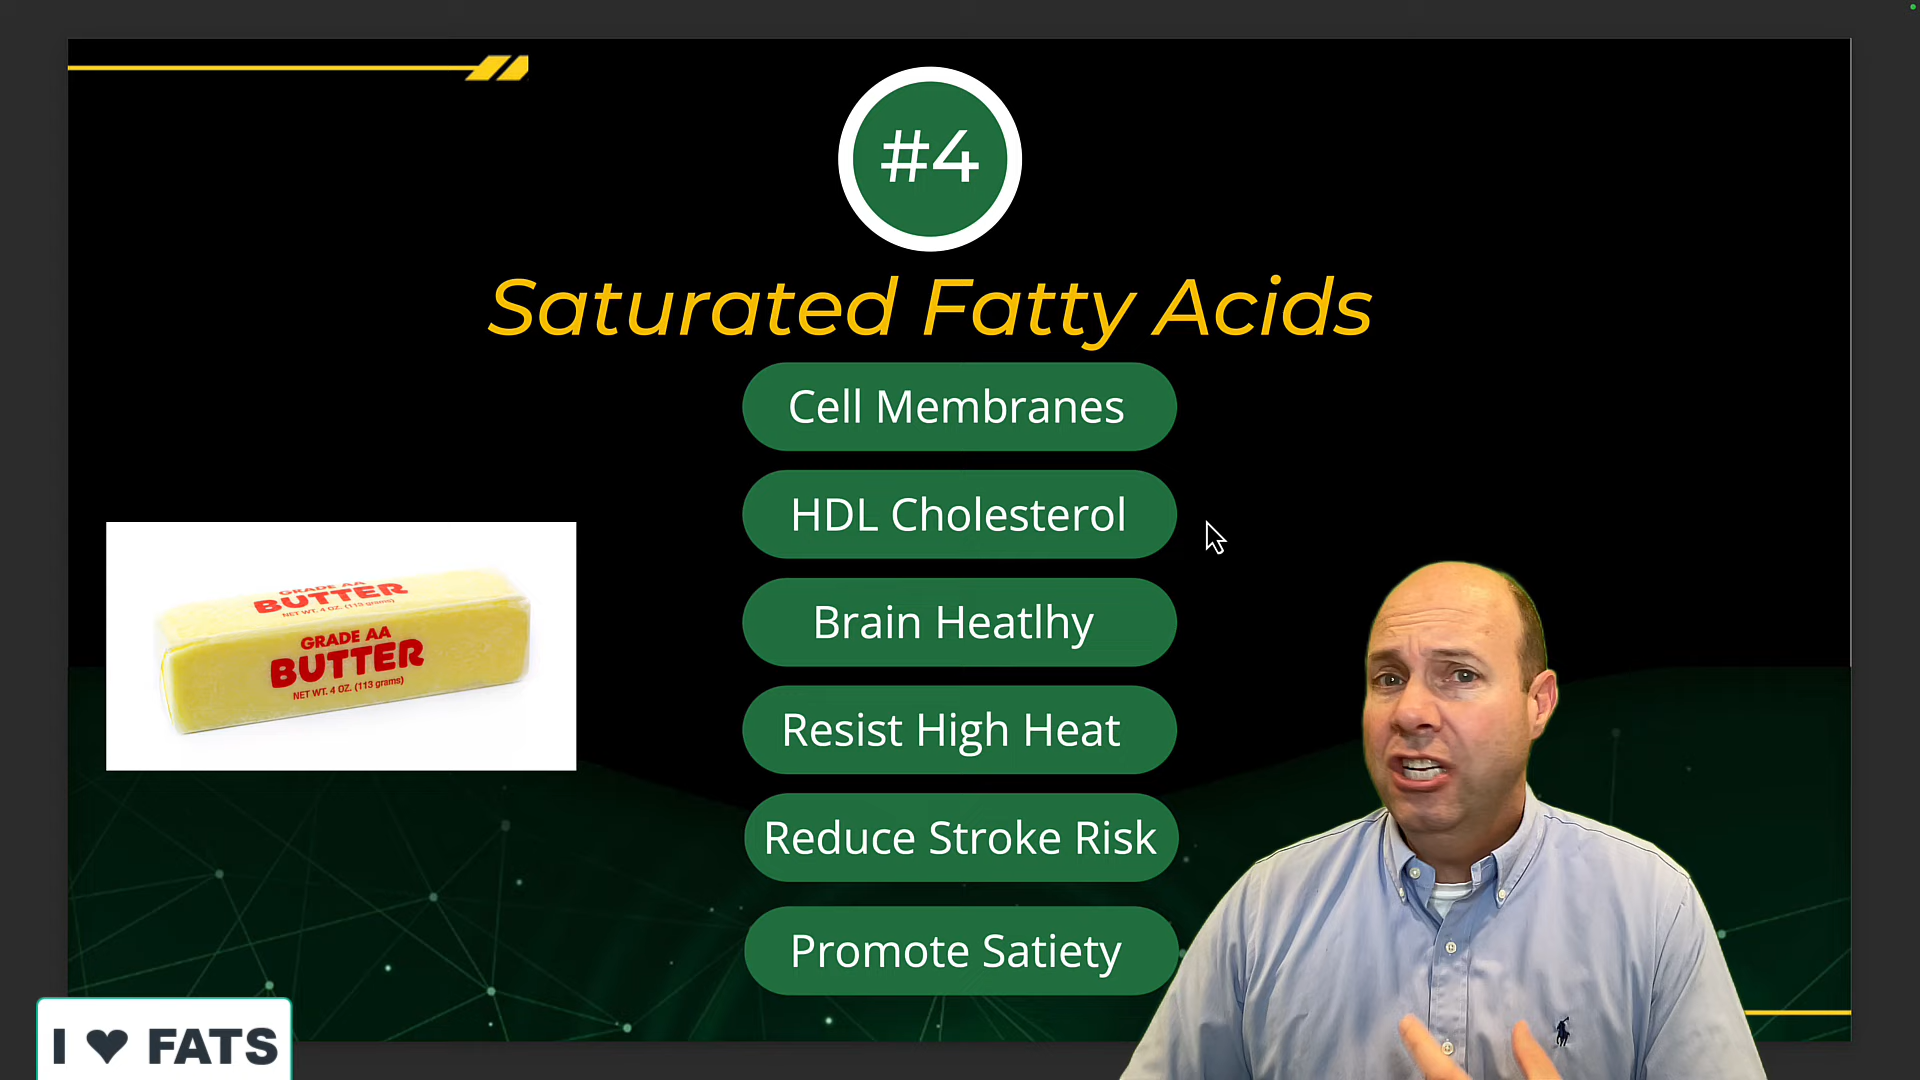 #4
Saturated Fatty Acids
Cell Membranes
HDL Cholesterol
Brain Heatlhy
Resist High Heat
Reduce Stroke Risk
Promote Satiety
GRADE AA
BUTTER
NET WT. 4 OZ. (113 grams)
GRADE AA
BUTTER
NET WT. 4 OZ. (113 grams)
I ♥ FATS